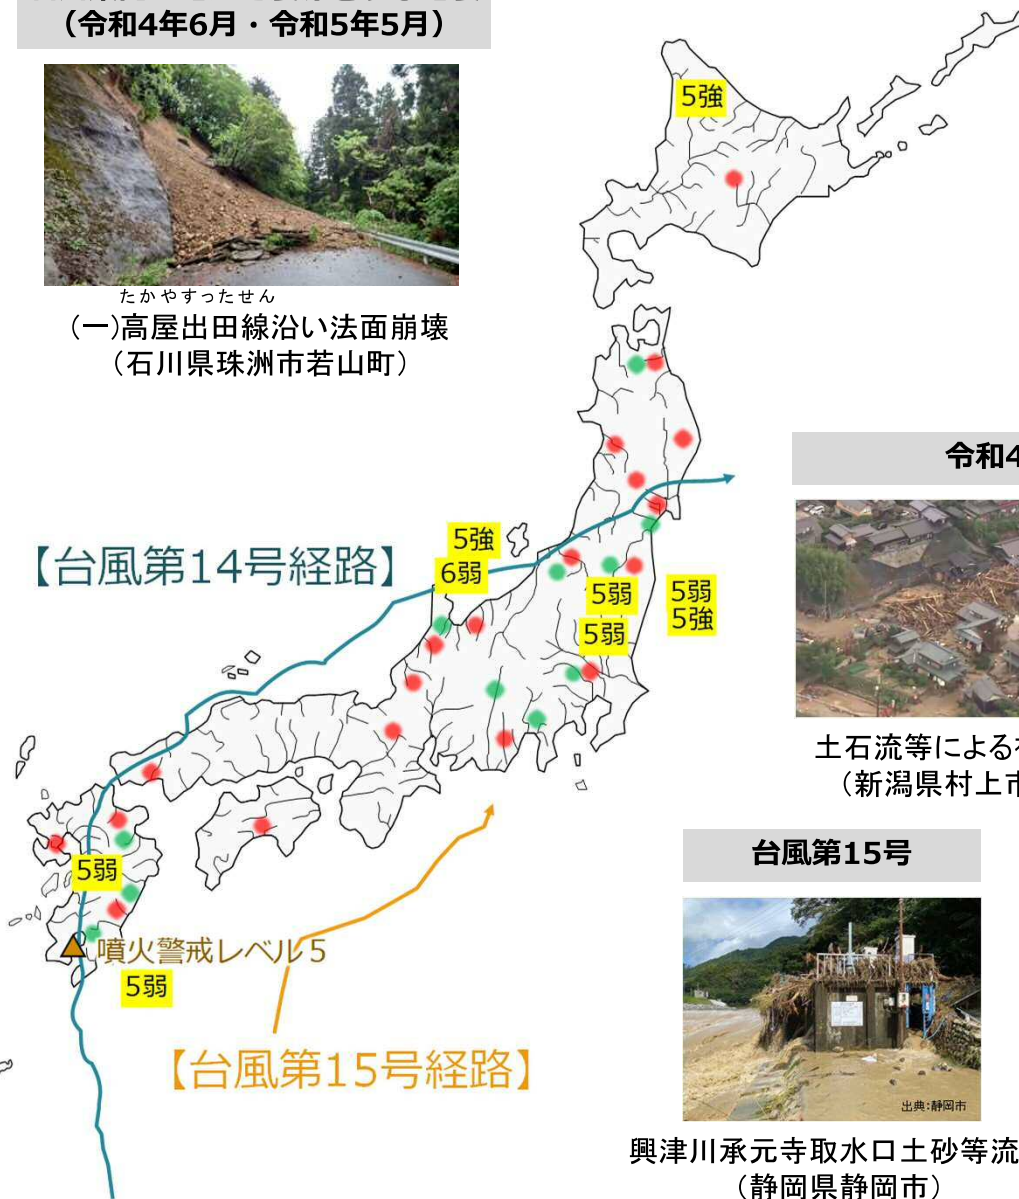 （令和4年6月・令和5年5月）
たかやすったせん
（一）高屋出田線沿い法面崩壊
（石川県珠洲市若山町）
5強
令和4
【台風第14号経路】
5強
6弱
5弱
5弱
5弱
5強
土石流等による
（新潟県村上市
台風第15号
5弱
噴火警戒レベル5
5弱
【台風第15号経路】
出典：静岡市
興津川承元寺取水口土砂等流
（静岡県静岡市）